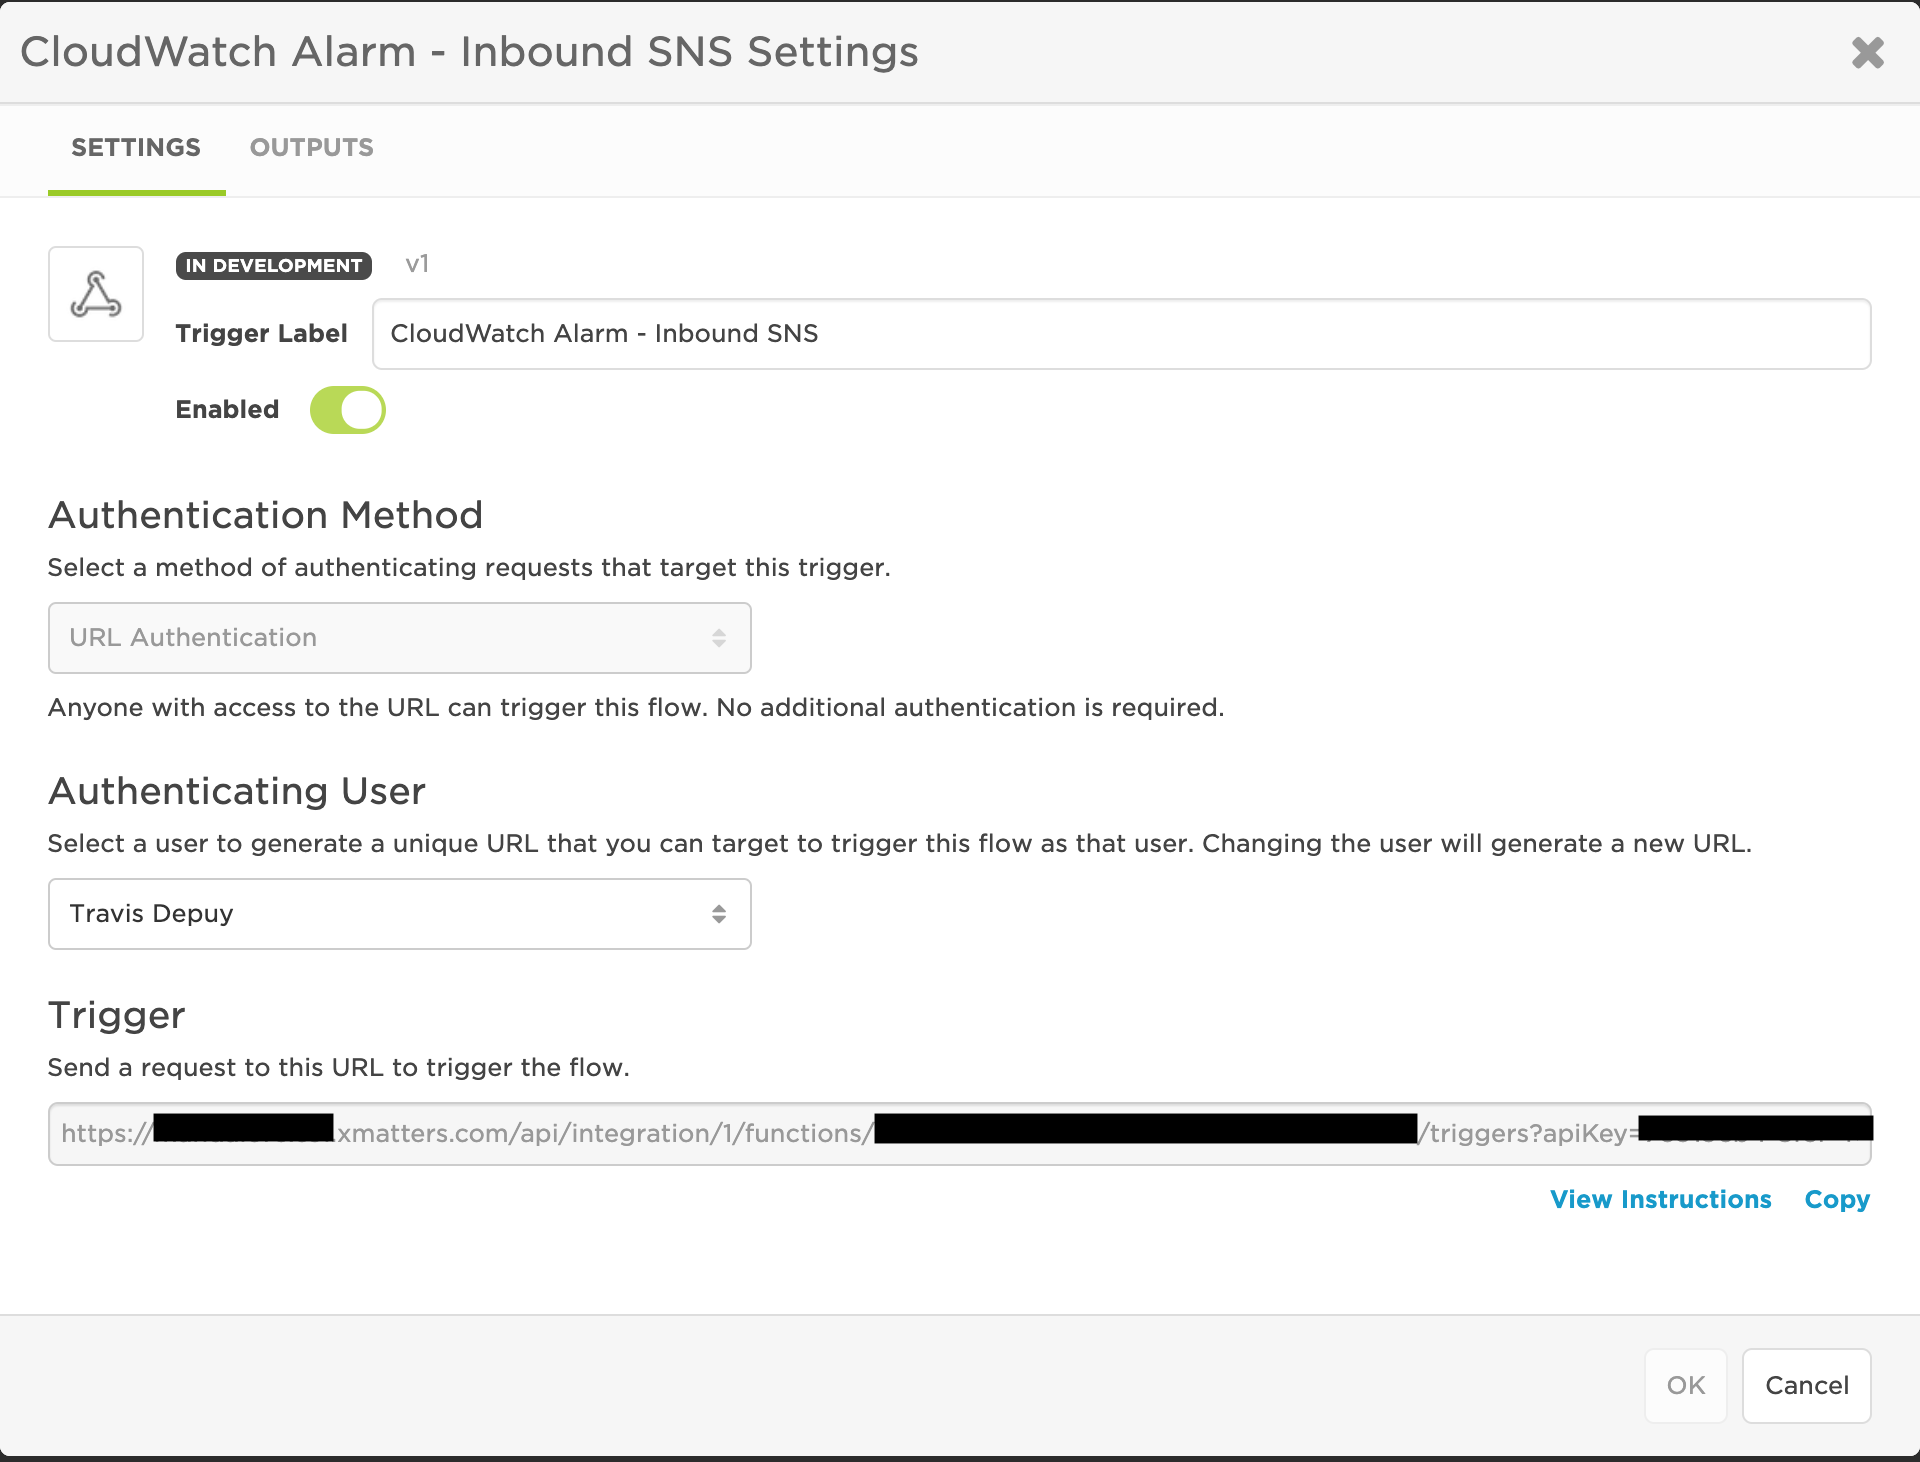 CloudWatch Alarm - Inbound SNS Settings
SETTINGS OUTPUTS
IN DEVELOPMENT v1
Trigger Label CloudWatch Alarm - Inbound SNS
Enabled
Authentication Method
Select a method of authenticating requests that target this trigger.
URL Authentication
Anyone with access to the URL can trigger this flow. No additional authentication is required.
Authenticating User
Select a user to generate a unique URL that you can target to trigger this flow as that user. Changing the user will generate a new URL.
Travis Depuy
Trigger
Send a request to this URL to trigger the flow.
https:// .xmatters.com/api/integration/1/functions/ /triggers?apiKey=
View Instructions Copy
OK Cancel